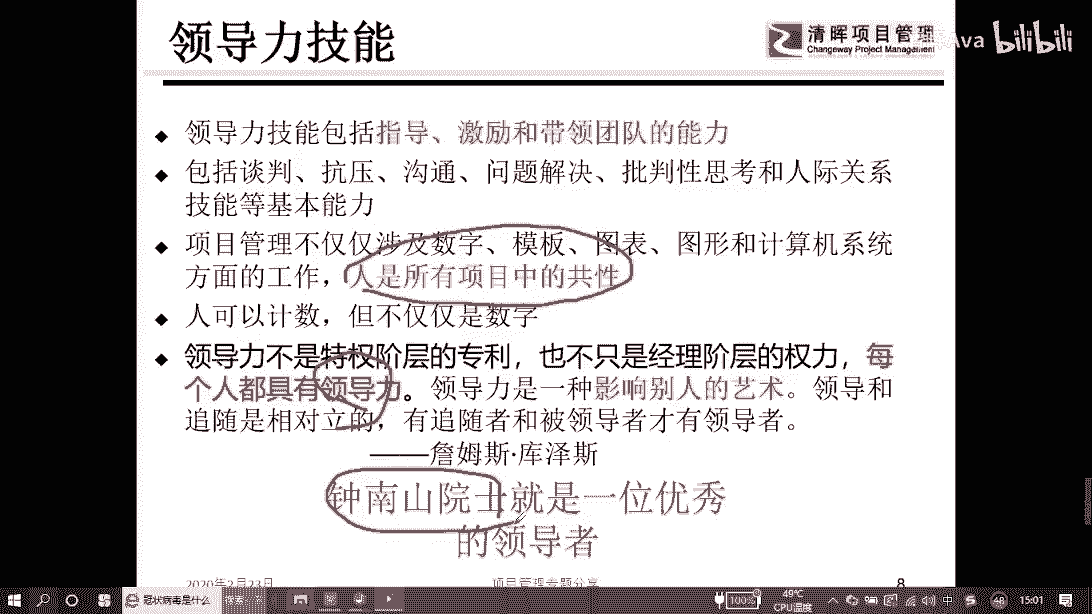 领导力技能
清晖项目管理
Changeway Project Management
Ava bilibili
◆ 领导力技能包括指导、激励和带领团队的能力
◆ 包括谈判、抗压、沟通、问题解决、批判性思考和人际关系
技能等基本能力
◆ 项目管理不仅仅涉及数字、模板、图表、图形和计算机系统
方面的工作，人是所有项目中的共性
◆ 人可以计数，但不仅仅是数字
◆ 领导力不是特权阶层的专利，也不只是经理阶层的权力，每
个人都具有领导力。领导力是一种影响别人的艺术。领导和
追随是相对立的，有追随者和被领导者才有领导者。
——詹姆斯·库泽斯
钟南山院士就是一位优秀
的领导者
2020年2月23日
项目管理专题分享
8
冠状病毒是什么
搜索一下
100%
49℃
CPU温度
中
48
15:01